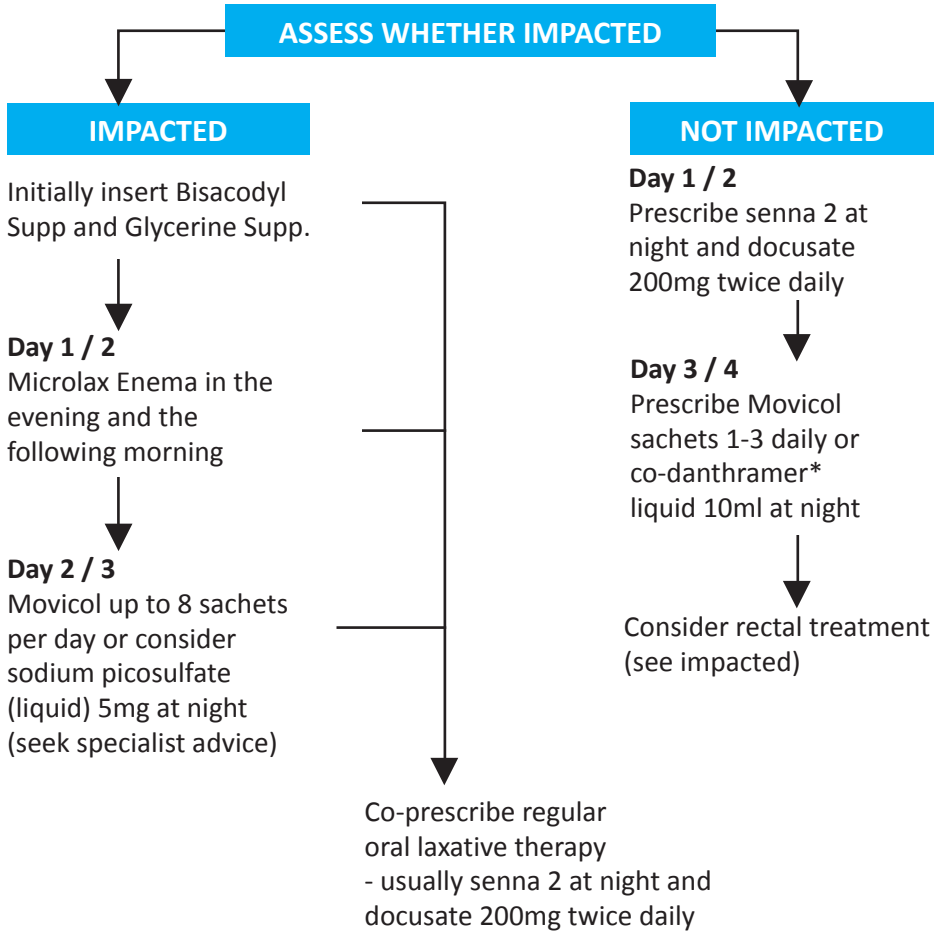 ASSESS WHETHER IMPACTED
IMPACTED
Initially insert Bisacodyl
Supp and Glycerine Supp.
Day 1 / 2
Microlax Enema in the
evening and the
following morning
Day 2 / 3
Movicol up to 8 sachets
per day or consider
sodium picosulfate
(liquid) 5mg at night
(seek specialist advice)
Co-prescribe regular
oral laxative therapy
- usually senna 2 at night and
docusate 200mg twice daily
NOT IMPACTED
Day 1 / 2
Prescribe senna 2 at
night and docusate
200mg twice daily
Day 3 / 4
Prescribe Movicol
sachets 1-3 daily or
co-danthramer*
liquid 10ml at night
Consider rectal treatment
(see impacted)